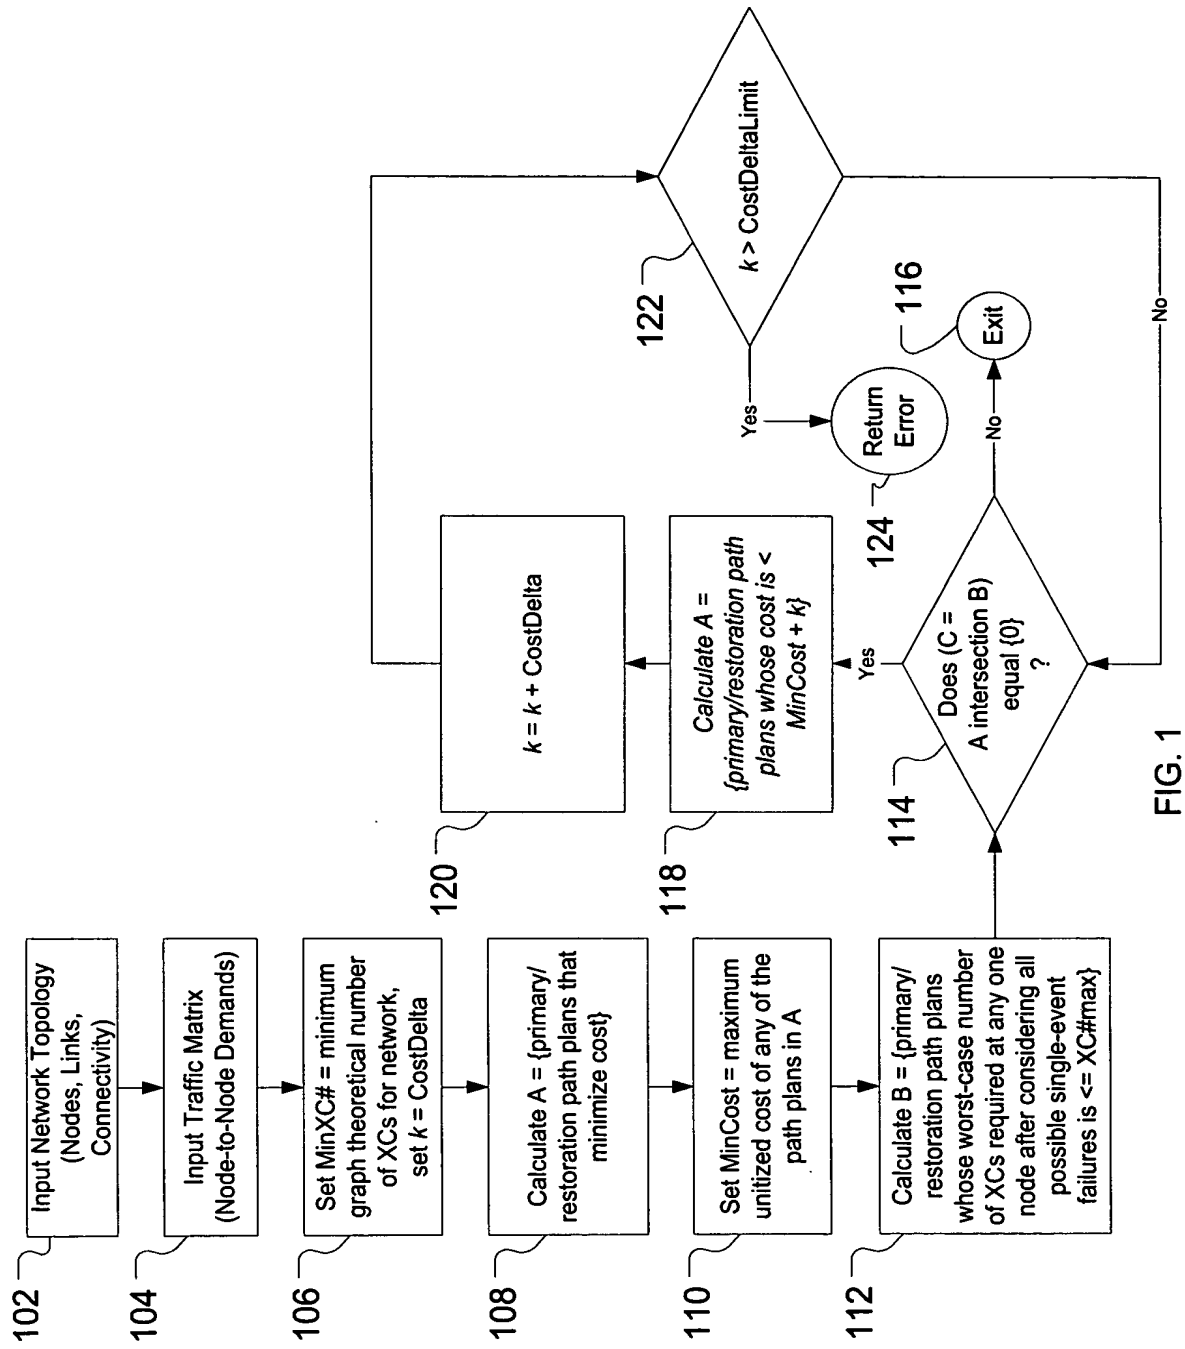 102
Input Network Topology
(Nodes, Links,
Connectivity)
104
Input Traffic Matrix
(Node-to-Node Demands)
106
Set MinXC# = minimum
graph theoretical number
of XCs for network,
set k = CostDelta
108
Calculate A = {primary/
restoration path plans that
minimize cost}
110
Set MinCost = maximum
unitized cost of any of the
path plans in A
112
Calculate B = {primary/
restoration path plans
whose worst-case number
of XCs required at any one
node after considering all
possible single-event
failures is <= XC#max}
114
Does (C =
A intersection B)
equal {0}
?
No
116
Exit
Yes
118
Calculate A =
{primary/restoration path
plans whose cost is <
MinCost + k}
120
k = k + CostDelta
122
k > CostDeltaLimit
Yes
124
Return
Error
No
FIG. 1